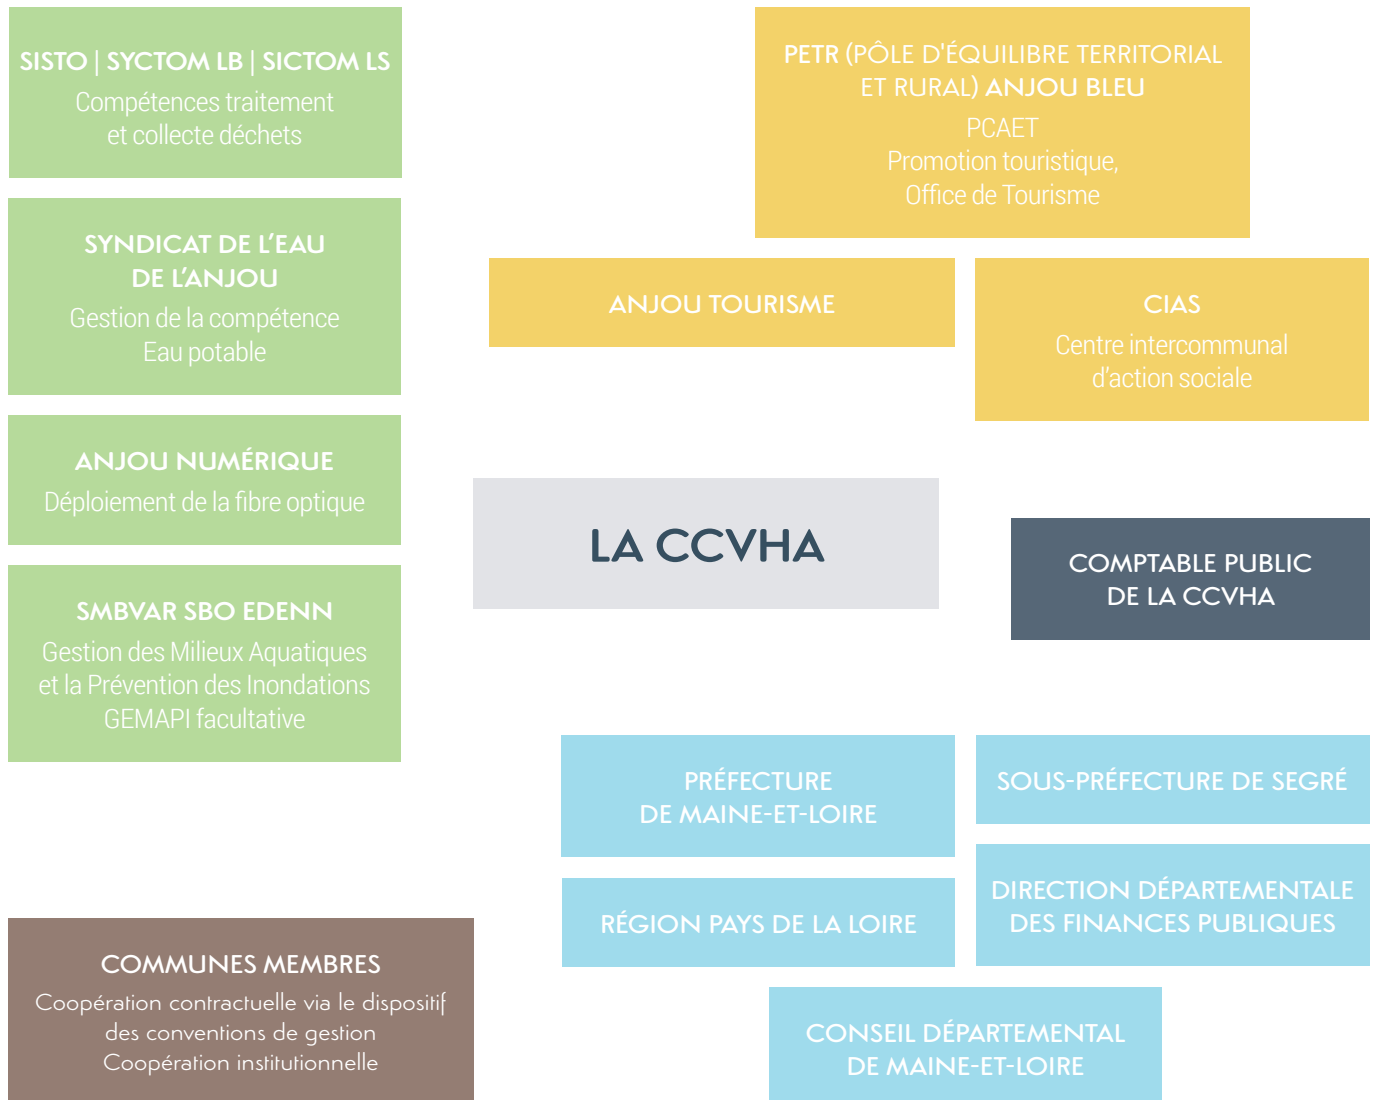 SISTO | SYCTOM LB | SICTOM LS
Compétences traitement
et collecte déchets
SYNDICAT DE L'EAU
DE L'ANJOU
Gestion de la compétence
Eau potable
ANJOU NUMÉRIQUE
Déploiement de la fibre optique
SMBVAR SBO EDENN
Gestion des Milieux Aquatiques
et la Prévention des Inondations
GEMAPI facultative
PETR (PÔLE D'ÉQUILIBRE TERRITORIAL
ET RURAL) ANJOU BLEU
PCAET
Promotion touristique,
Office de Tourisme
ANJOU TOURISME
CIAS
Centre intercommunal
d'action sociale
LA CCVHA
COMPTABLE PUBLIC
DE LA CCVHA
PRÉFECTURE
DE MAINE-ET-LOIRE
SOUS-PRÉFECTURE DE SEGRÉ
RÉGION PAYS DE LA LOIRE
DIRECTION DÉPARTEMENTALE
DES FINANCES PUBLIQUES
CONSEIL DÉPARTEMENTAL
DE MAINE-ET-LOIRE
COMMUNES MEMBRES
Coopération contractuelle via le dispositif
des conventions de gestion
Coopération institutionnelle